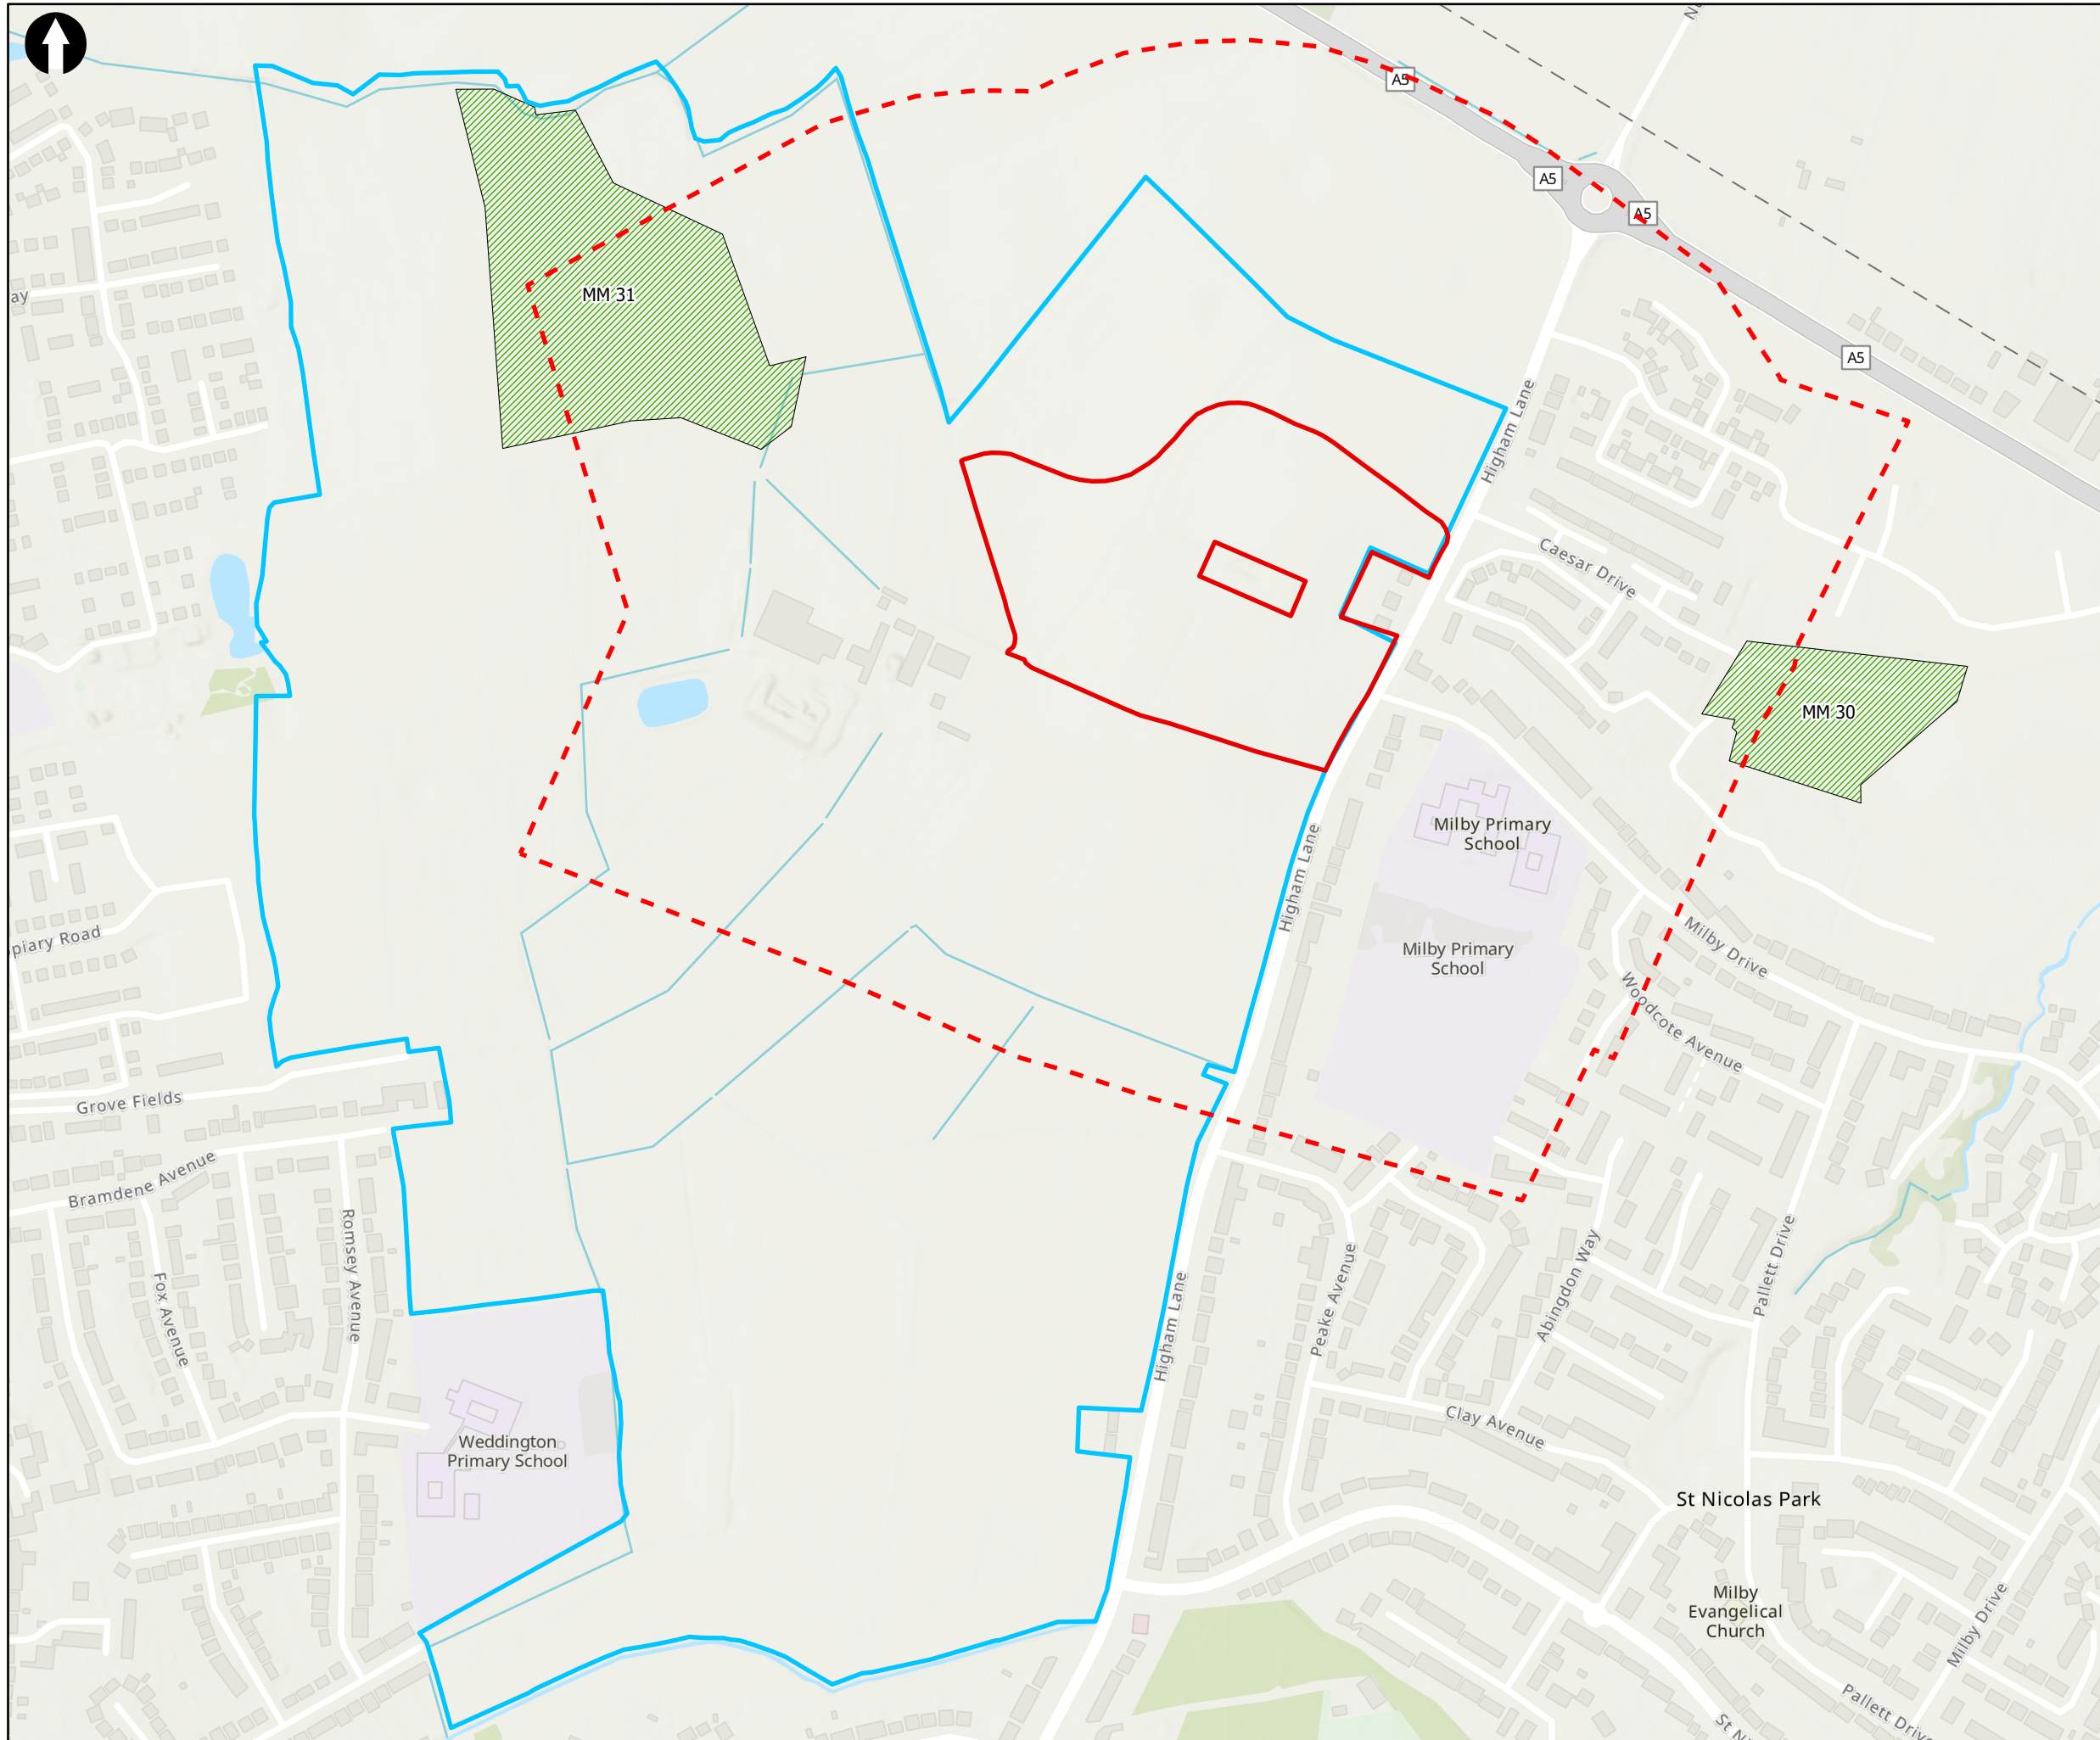 A5
A5
A5
A5
MM 31
Higham Lane
Caesar Drive
MM 30
Milby Primary
School
Higham Lane
Milby Primary
School
Milby Drive
Woodcote Avenue
Grove Fields
Bramdene Avenue
Romsey Avenue
Fox Avenue
Higham Lane
Peake Avenue
Abingdon Way
Pallett Drive
Clay Avenue
Weddington
Primary School
St Nicolas Park
Milby
Evangelical
Church
Milby Drive
Pallett Drive